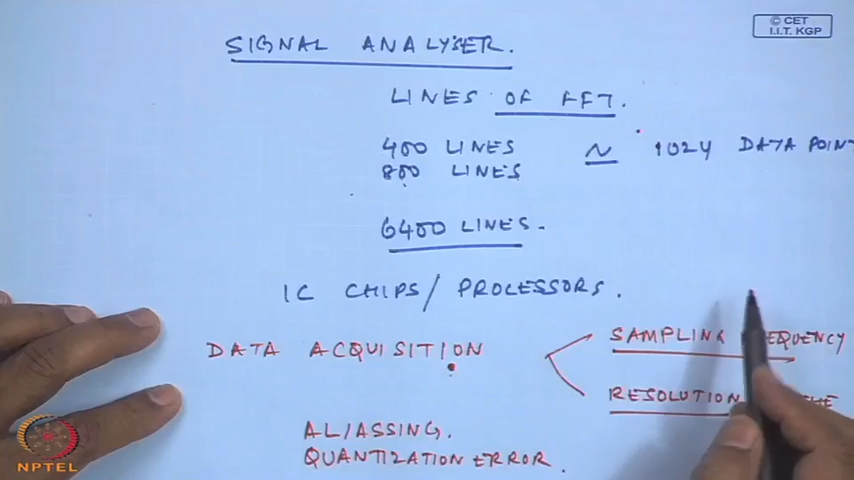 © CET
I.I.T. KGP
SIGNAL ANALYSER.
LINES OF FFT.
400 LINES ~ 1024 DATA POINT
800 LINES
6400 LINES.
IC CHIPS/PROCESSORS.
DATA ACQUISITION
SAMPLING EQUENCY
RESOLUTION
ALIASSING.
QUANTIZATION ERROR.
NPTEL